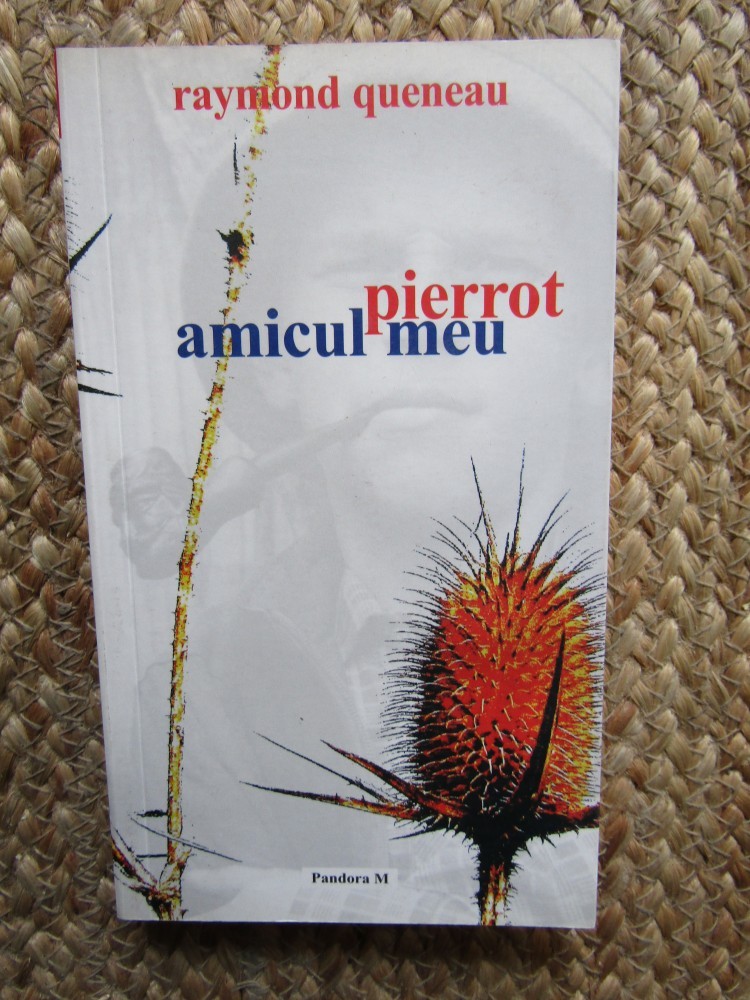 raymond queneau
pierrot
amicul meu
Pandora M